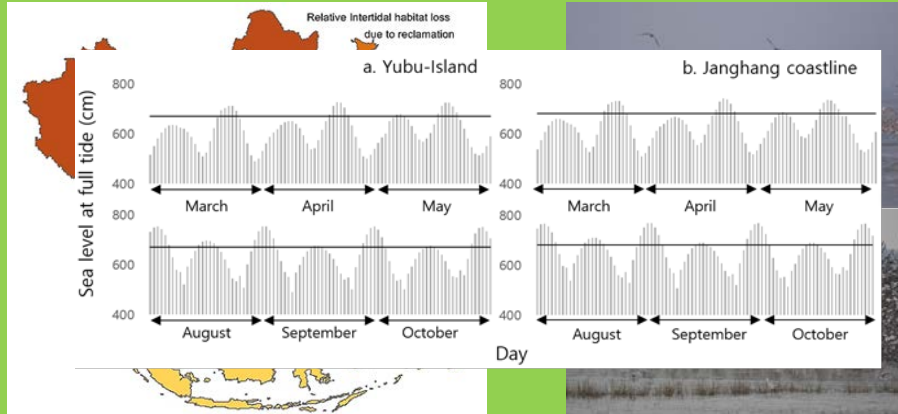 Relative Intertidal habitat loss
due to reclamation
a. Yubu-Island
b. Janghang coastline
Sea level at full tide (cm)
800
600
400
March
April
May
800
600
400
March
April
May
800
600
400
August
September
October
800
600
400
August
September
October
Day